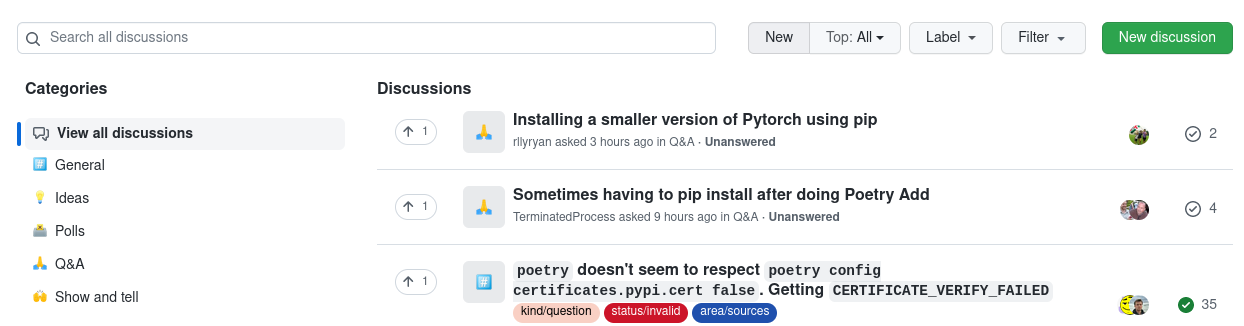 Search all discussions
New
Top: All
Label
Filter
New discussion
Categories
View all discussions
General
Ideas
Polls
Q&A
Show and tell
Discussions
1
Installing a smaller version of Pytorch using pip
rllyryan asked 3 hours ago in Q&A · Unanswered
2
1
Sometimes having to pip install after doing Poetry Add
TerminatedProcess asked 9 hours ago in Q&A · Unanswered
4
1
poetry doesn't seem to respect poetry config
certificates.pypi.cert false. Getting CERTIFICATE_VERIFY_FAILED
kind/question status/invalid area/sources
35